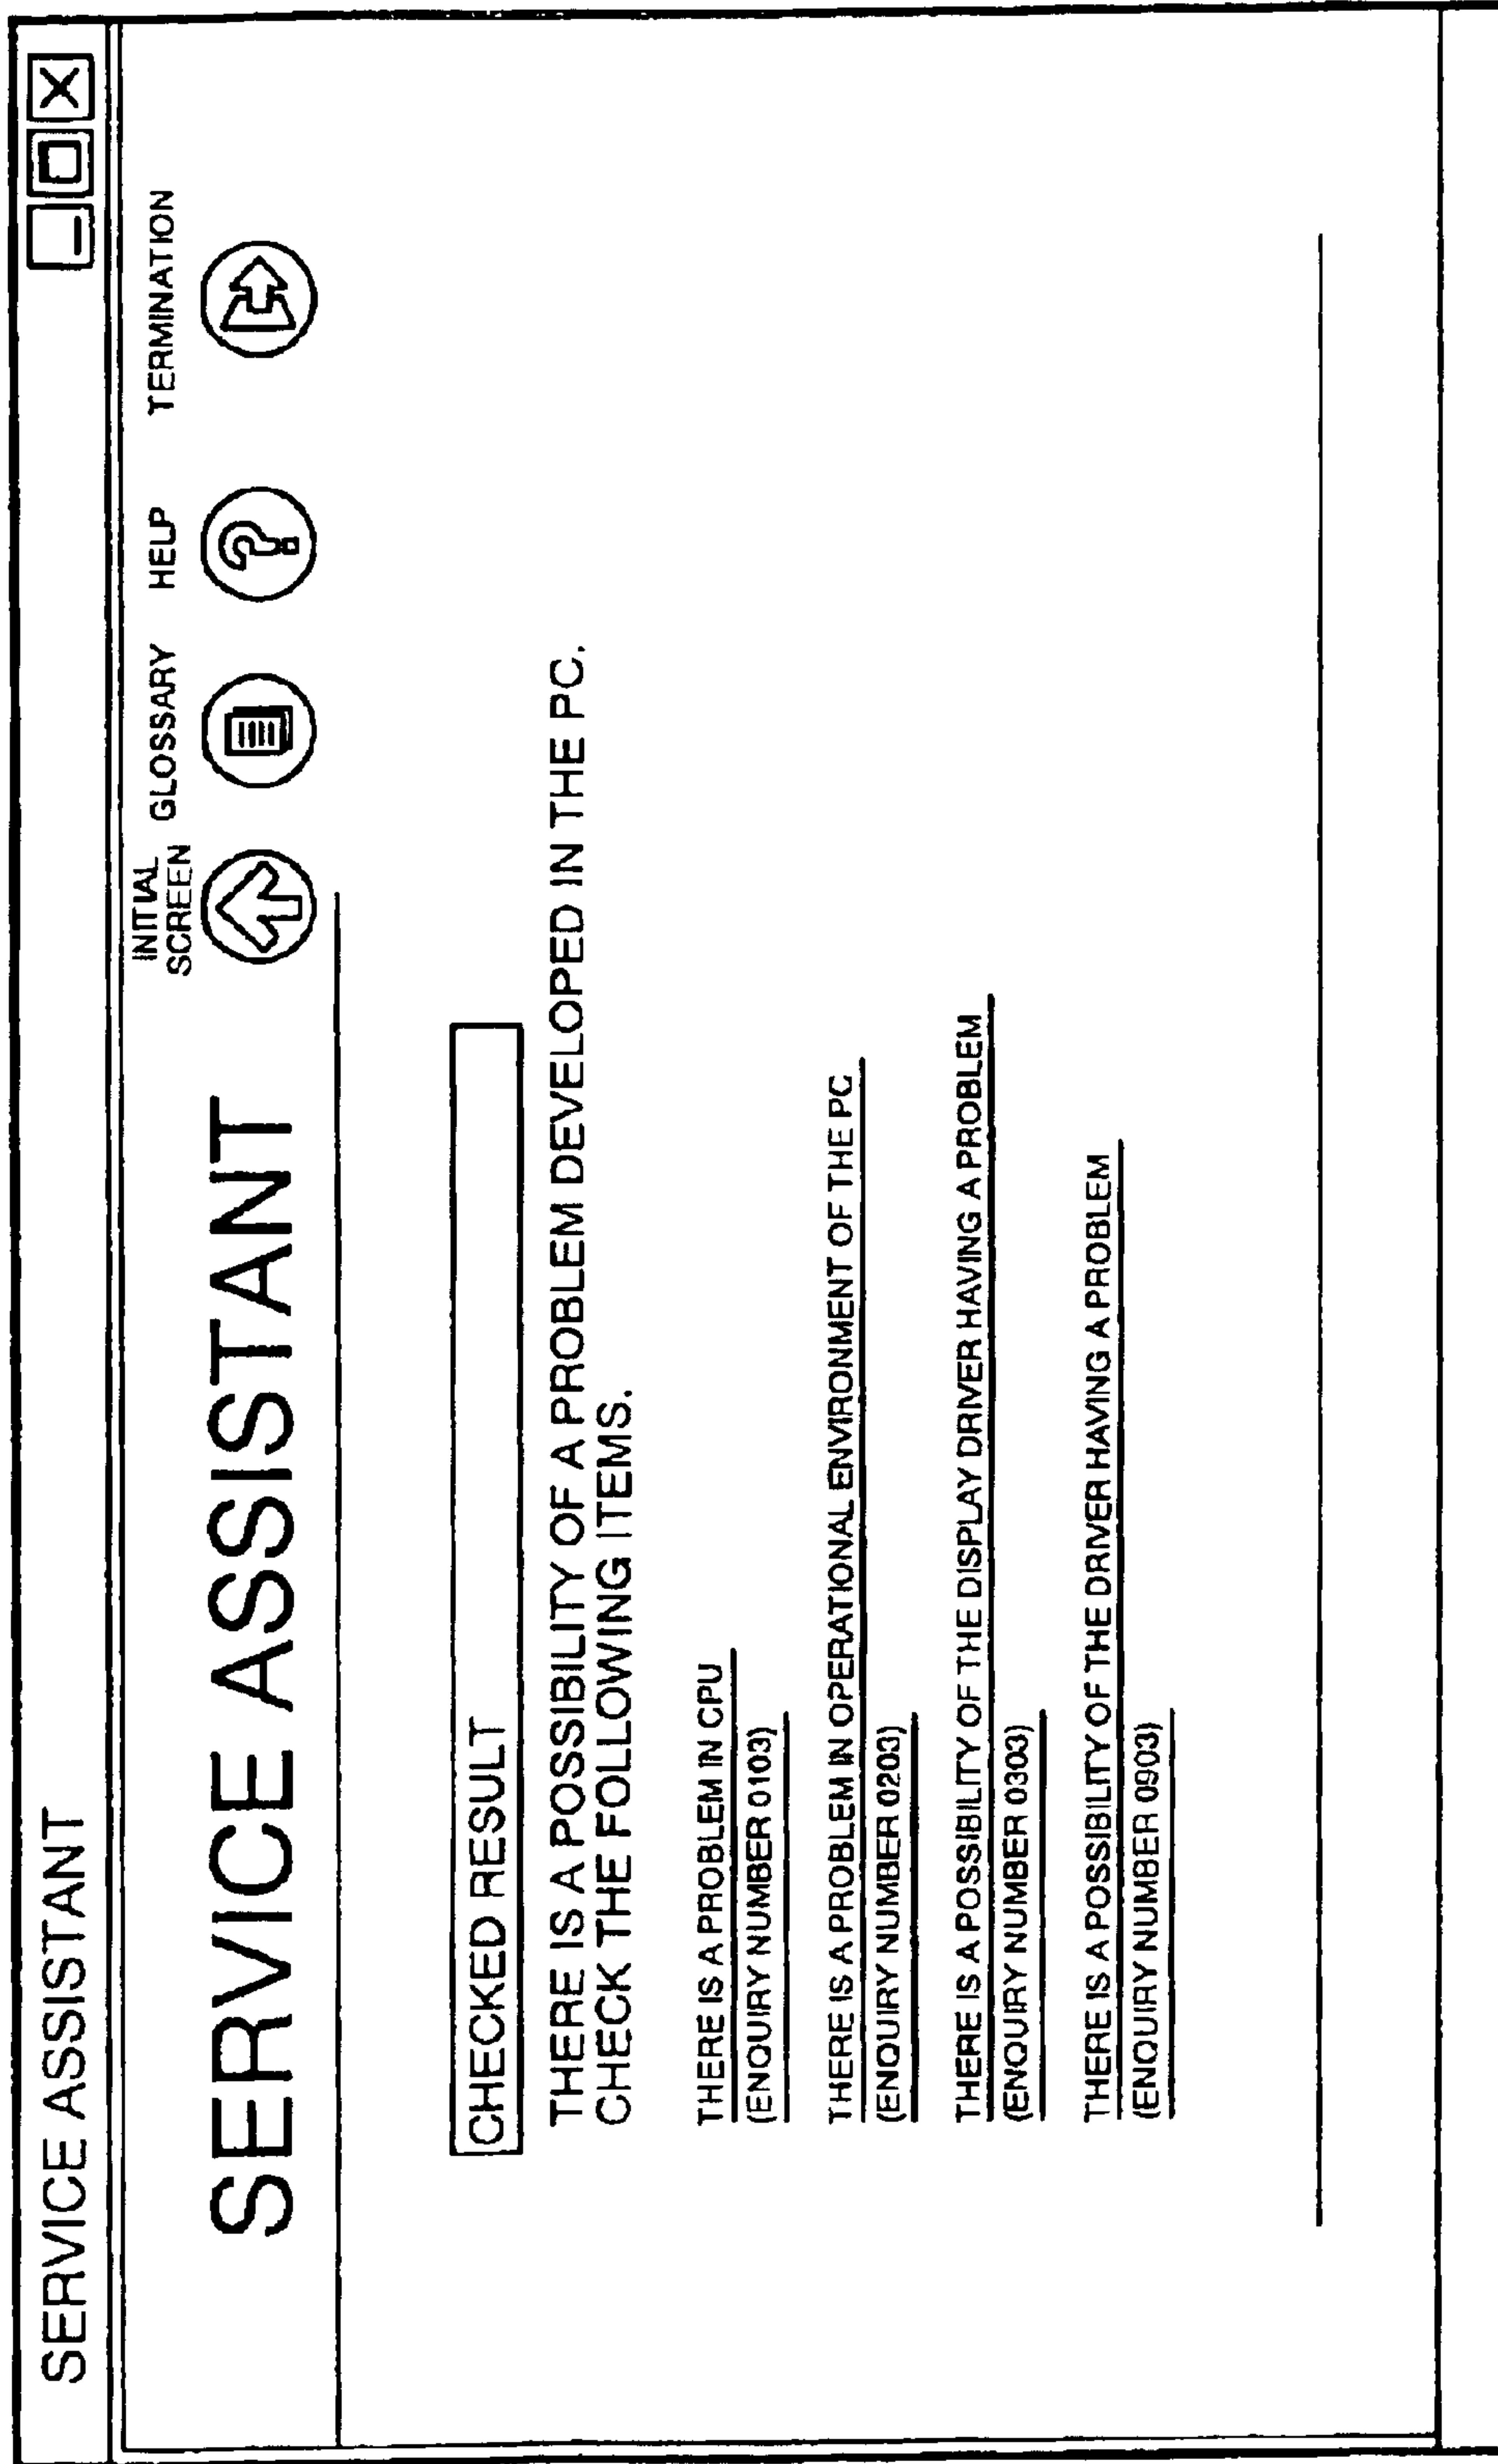 SERVICE ASSISTANT
SERVICE ASSISTANT
INITIAL
SCREEN
GLOSSARY
HELP
TERMINATION
CHECKED RESULT
THERE IS A POSSIBILITY OF A PROBLEM DEVELOPED IN THE PC.
CHECK THE FOLLOWING ITEMS.
THERE IS A PROBLEM IN CPU
(ENQUIRY NUMBER 0103)
THERE IS A PROBLEM IN OPERATIONAL ENVIRONMENT OF THE PC
(ENQUIRY NUMBER 0203)
THERE IS A POSSIBILITY OF THE DISPLAY DRIVER HAVING A PROBLEM
(ENQUIRY NUMBER 0303)
THERE IS A POSSIBILITY OF THE DRIVER HAVING A PROBLEM
(ENQUIRY NUMBER 0903)